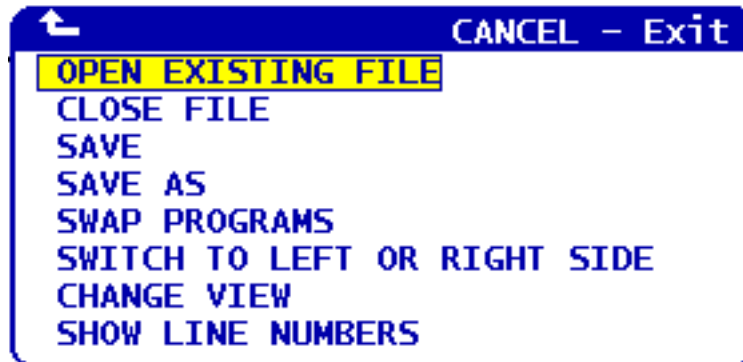 CANCEL - Exit
OPEN EXISTING FILE
CLOSE FILE
SAVE
SAVE AS
SWAP PROGRAMS
SWITCH TO LEFT OR RIGHT SIDE
CHANGE VIEW
SHOW LINE NUMBERS